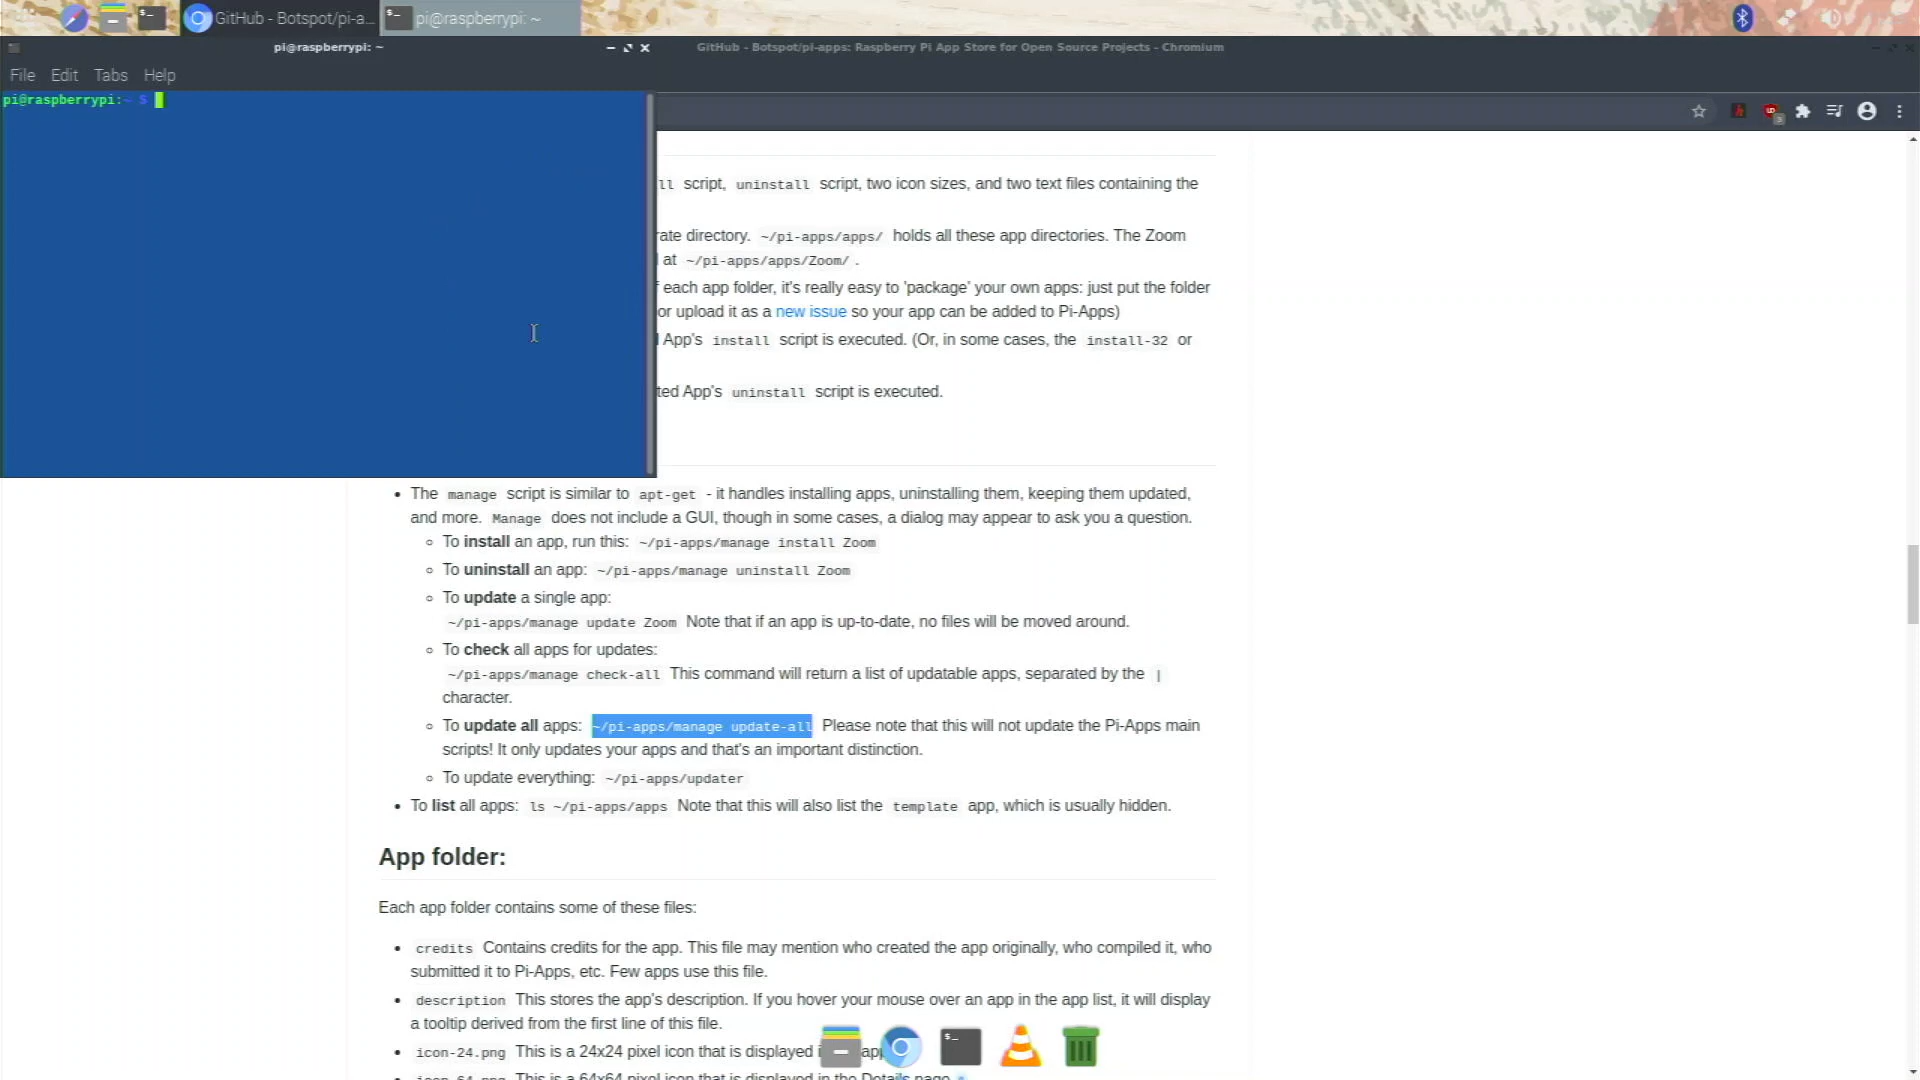 GitHub - Botspot/pi-a...
pi@raspberrypi: ~
pi@raspberrypi: ~
GitHub - Botspot/pi-apps: Raspberry Pi App Store for Open Source Projects - Chromium
File Edit Tabs Help
pi@raspberrypi:~ $
ll script, uninstall script, two icon sizes, and two text files containing the
rate directory. ~/pi-apps/apps/ holds all these app directories. The Zoom
at ~/pi-apps/apps/Zoom/ .
f each app folder, it's really easy to 'package' your own apps: just put the folder
or upload it as a new issue so your app can be added to Pi-Apps)
App's install script is executed. (Or, in some cases, the install-32 or
ted App's uninstall script is executed.
• The manage script is similar to apt-get - it handles installing apps, uninstalling them, keeping them updated,
and more. Manage does not include a GUI, though in some cases, a dialog may appear to ask you a question.
◦ To install an app, run this: ~/pi-apps/manage install Zoom
◦ To uninstall an app: ~/pi-apps/manage uninstall Zoom
◦ To update a single app:
~/pi-apps/manage update Zoom Note that if an app is up-to-date, no files will be moved around.
◦ To check all apps for updates:
~/pi-apps/manage check-all This command will return a list of updatable apps, separated by the |
character.
◦ To update all apps: ~/pi-apps/manage update-all Please note that this will not update the Pi-Apps main
scripts! It only updates your apps and that's an important distinction.
◦ To update everything: ~/pi-apps/updater
• To list all apps: ls ~/pi-apps/apps Note that this will also list the template app, which is usually hidden.
App folder:
Each app folder contains some of these files:
• credits Contains credits for the app. This file may mention who created the app originally, who compiled it, who
submitted it to Pi-Apps, etc. Few apps use this file.
• description This stores the app's description. If you hover your mouse over an app in the app list, it will display
a tooltip derived from the first line of this file.
• icon-24.png This is a 24x24 pixel icon that is displayed i app
• icon-64.png This is a 64x64 pixel icon that is displayed in the Details page